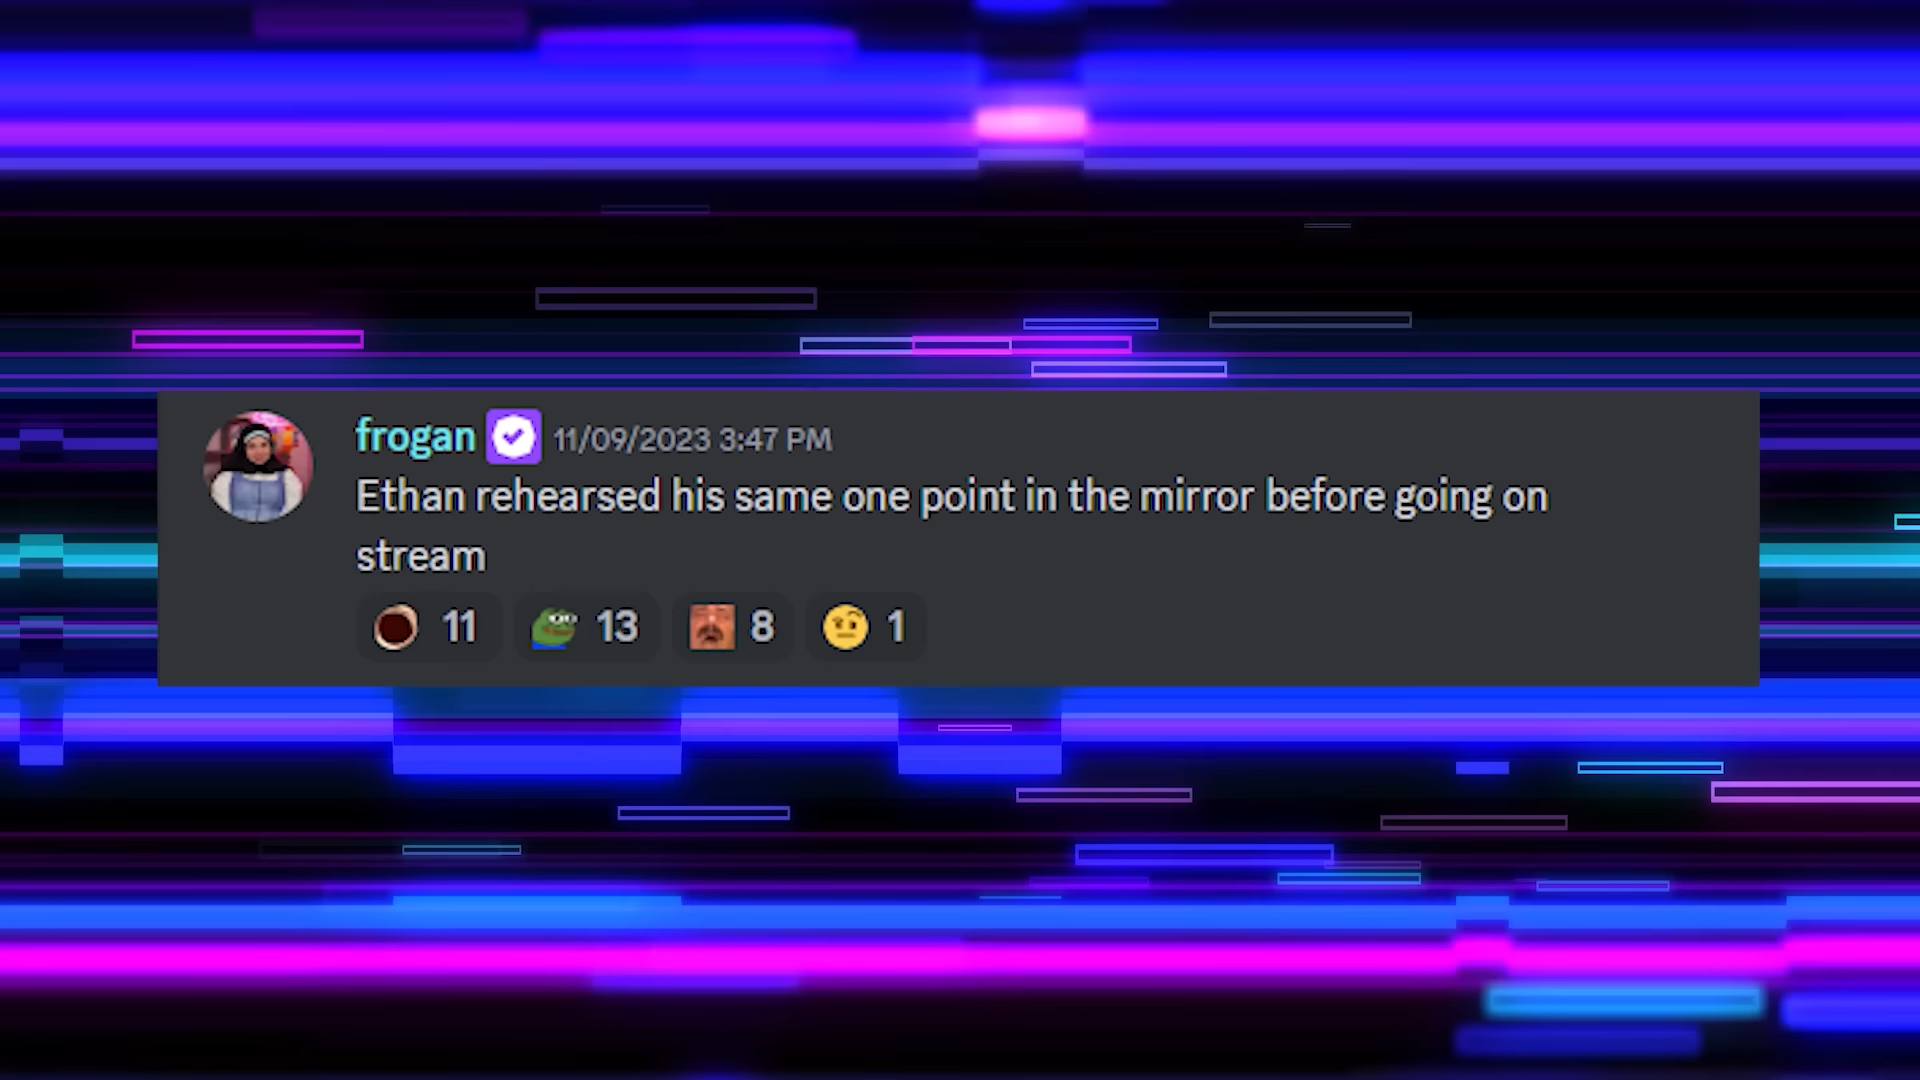 frogan 11/09/2023 3:47 PM
Ethan rehearsed his same one point in the mirror before going on
stream
11 13 8 1